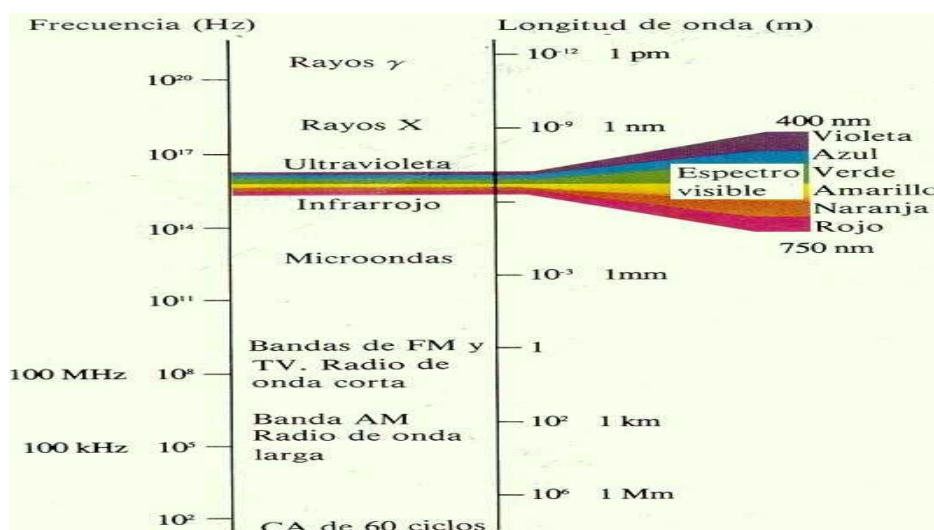 Frecuencia (Hz)
Longitud de onda (m)
10²⁰
Rayos γ
10⁻¹² 1 pm
Rayos X
10⁻⁹ 1 nm
400 nm
Violeta
10¹⁷
Ultravioleta
Azul
Espectro
visible
Verde
Amarillo
Infrarrojo
Naranja
10¹⁴
Rojo
750 nm
Microondas
10⁻³ 1mm
10¹¹
Bandas de FM y
TV. Radio de
onda corta
1
100 MHz 10⁸
Banda AM
Radio de onda
larga
10² 1 km
100 kHz 10⁵
10⁶ 1 Mm
10²
CA de 60 ciclos